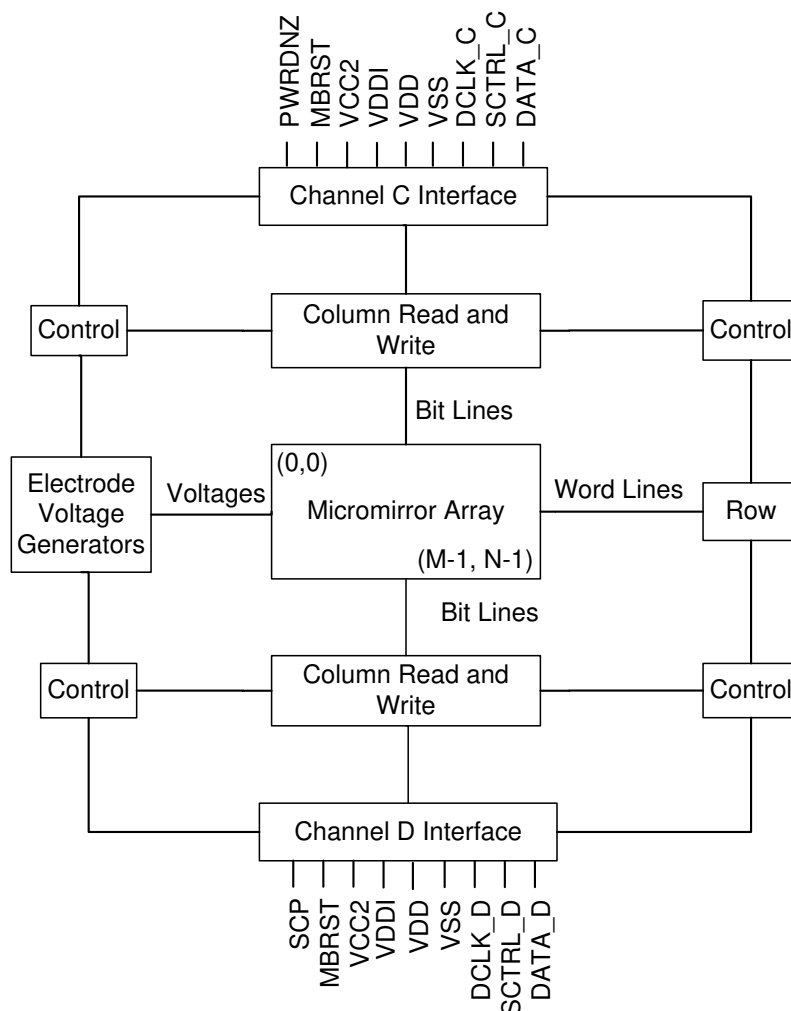 PWRDNZ
MBRST
VCC2
VDDI
VDD
VSS
DCLK_C
SCTRL_C
DATA_C
Channel C Interface
Control
Column Read and
Write
Control
Bit Lines
Electrode
Voltage
Generators
Voltages
(0,0)
Micromirror Array
(M-1, N-1)
Word Lines
Row
Bit Lines
Control
Column Read and
Write
Control
Channel D Interface
SCP
MBRST
VCC2
VDDI
VDD
VSS
DCLK_D
SCTRL_D
DATA_D